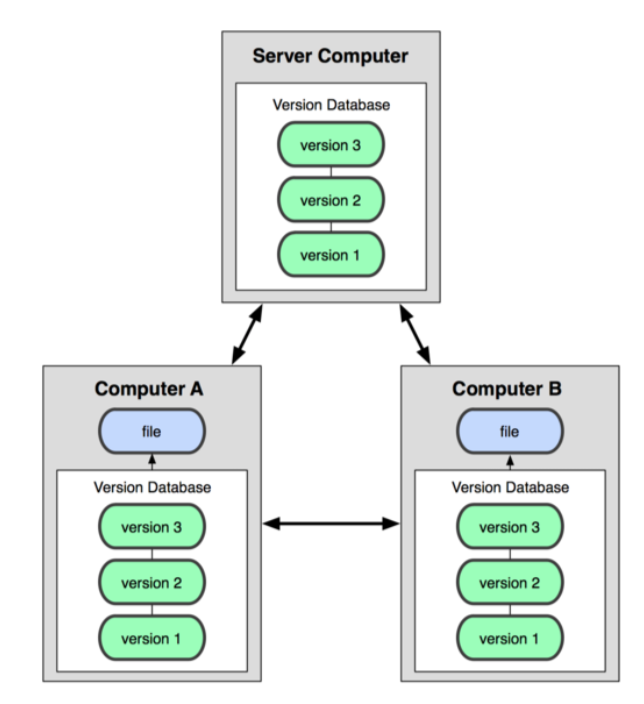 Server Computer
Version Database
version 3
version 2
version 1
Computer A
file
Version Database
version 3
version 2
version 1
Computer B
file
Version Database
version 3
version 2
version 1